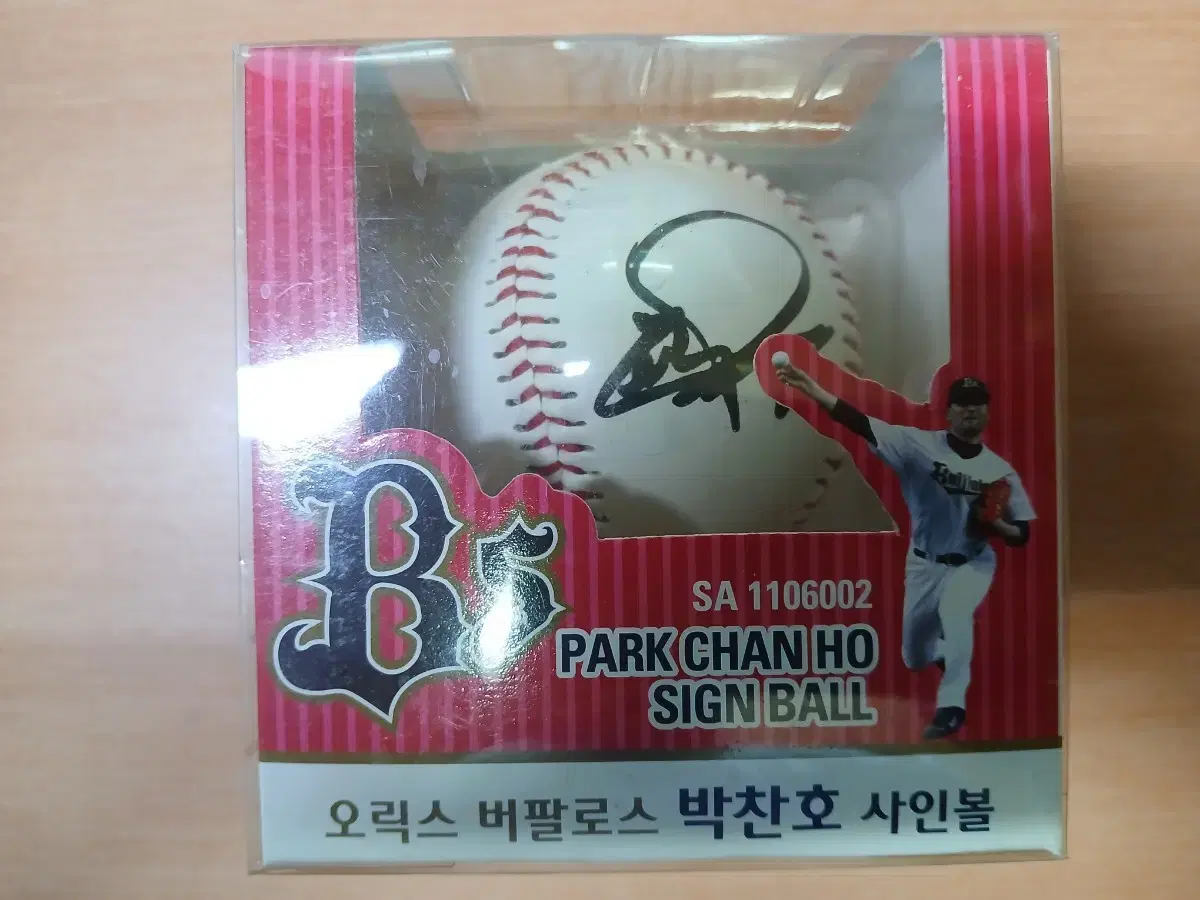 Bs
SA 1106002
PARK CHAN HO
SIGN BALL
오릭스 버팔로스 박찬호 사인볼